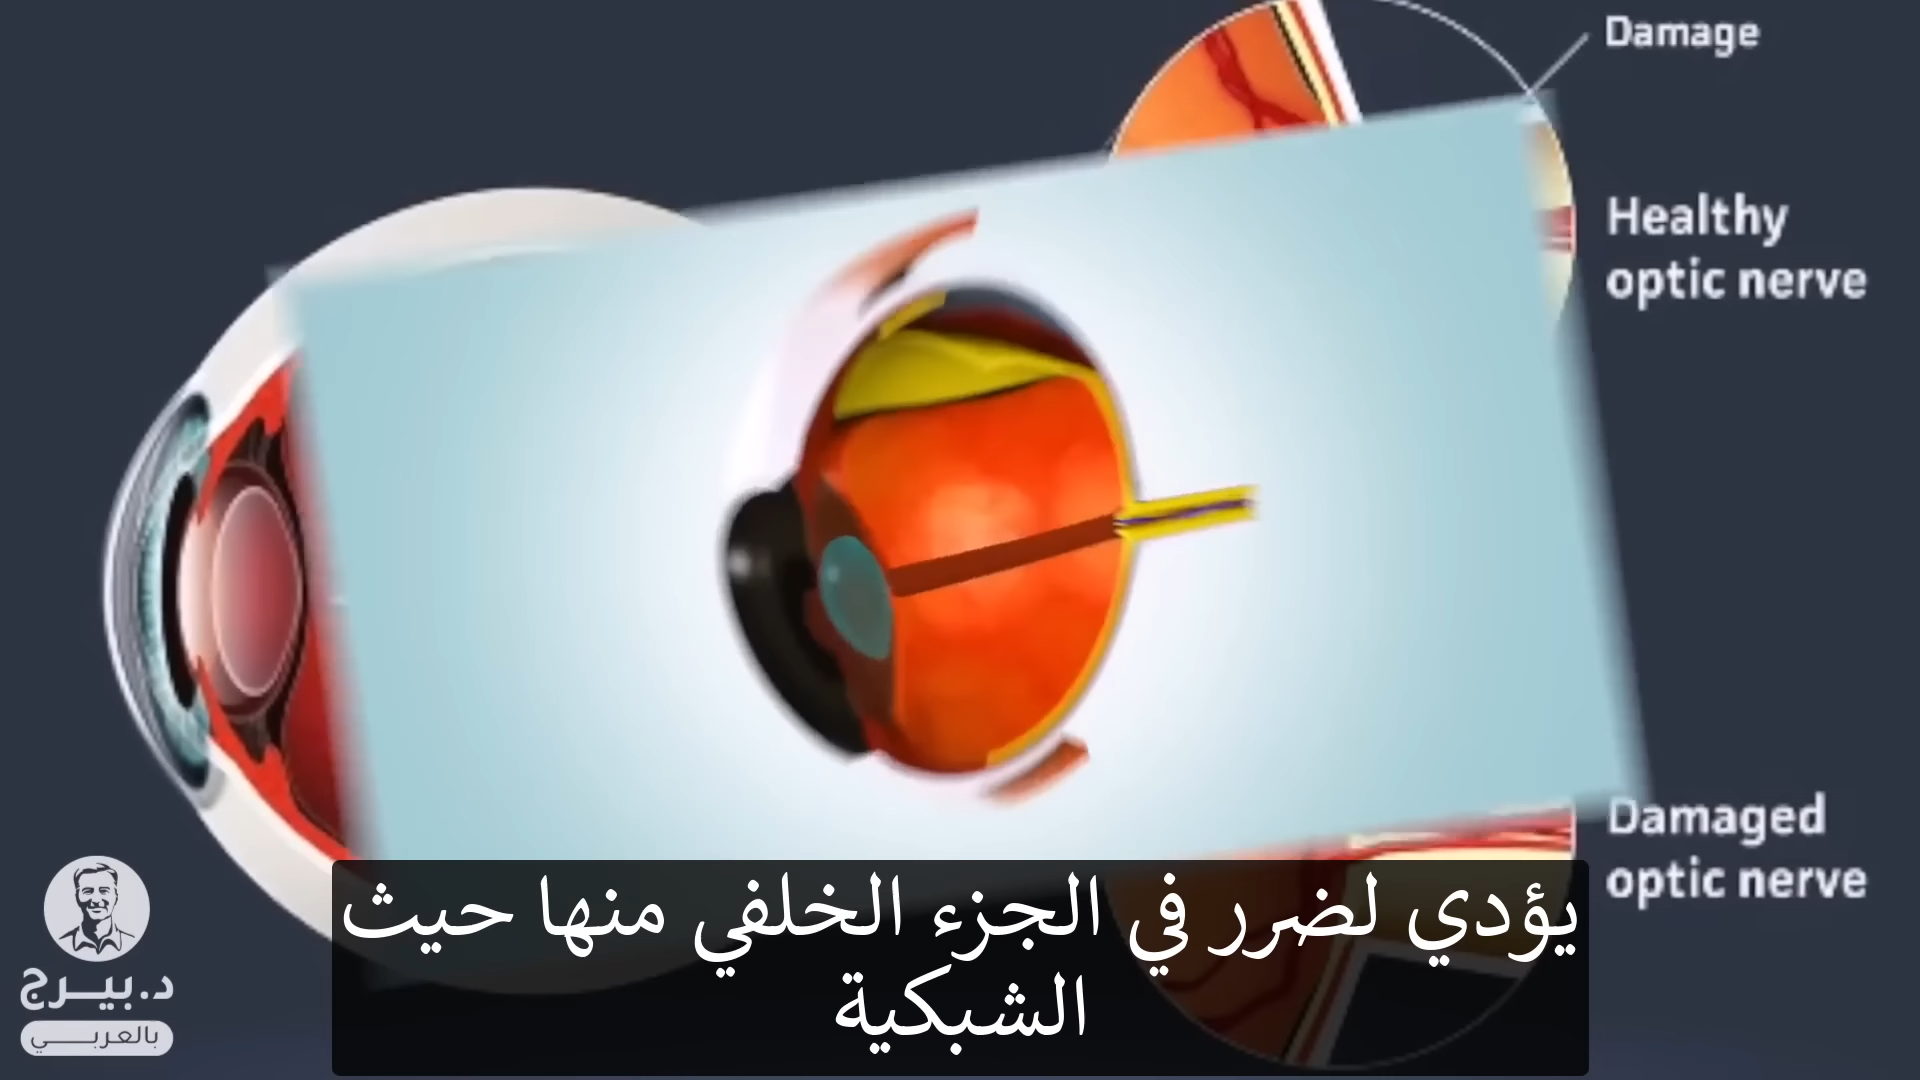 Damage
Healthy
optic nerve
Damaged
optic nerve
يؤدي لضرر في الجزء الخلفي منها حيث
الشبكية
د.بيرج
بالعربي